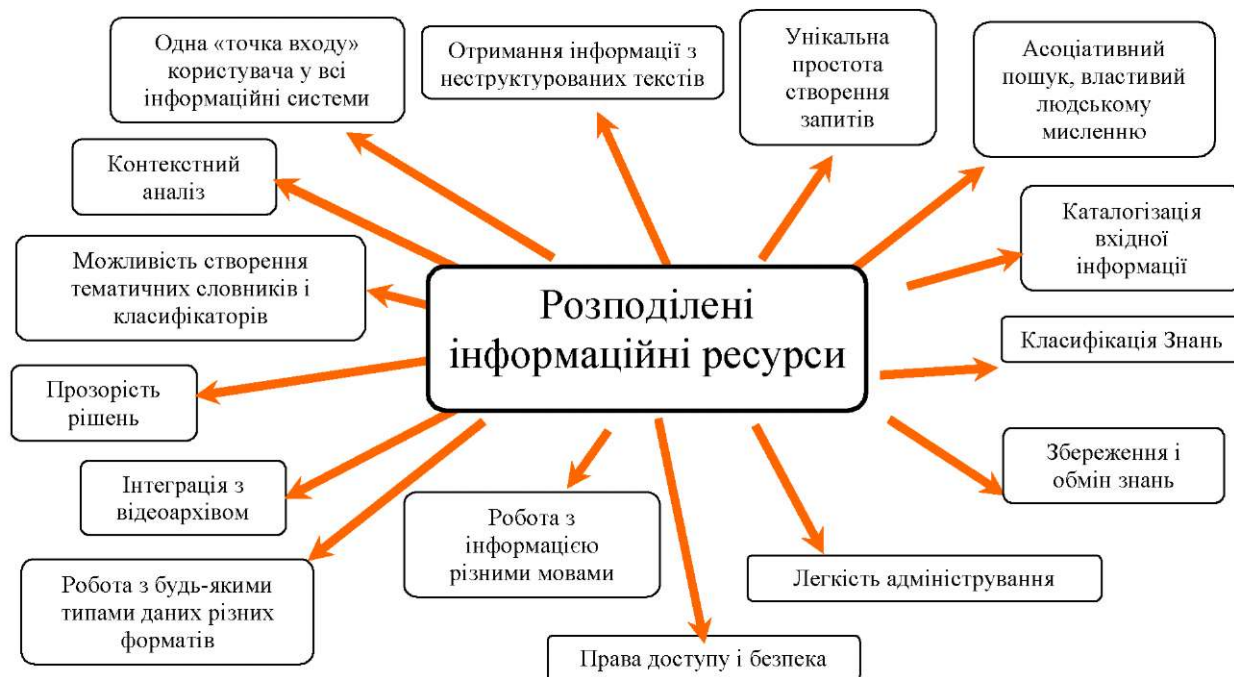 Одна «точка входу»
користувача у всі
інформаційні системи
Отримання інформації з
неструктурованих текстів
Унікальна
простота
створення
запитів
Асоціативний
пошук, властивий
людському
мисленню
Контекстний
аналіз
Каталогізація
вхідної
інформації
Можливість створення
тематичних словників і
класифікаторів
Розподілені
інформаційні ресурси
Класифікація Знань
Прозорість
рішень
Збереження і
обмін знань
Інтеграція з
відеоархівом
Робота з
інформацією
різними мовами
Легкість адміністрування
Робота з будь-якими
типами даних різних
форматів
Права доступу і безпека